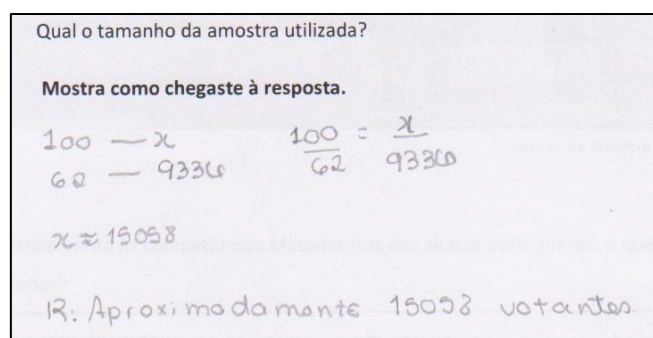 Qual o tamanho da amostra utilizada?
Mostra como chegaste à resposta.
100 — x
62 — 9336
100/62 = x/9336
x ≈ 15058
R: Aproximadamente 15058 votantes.